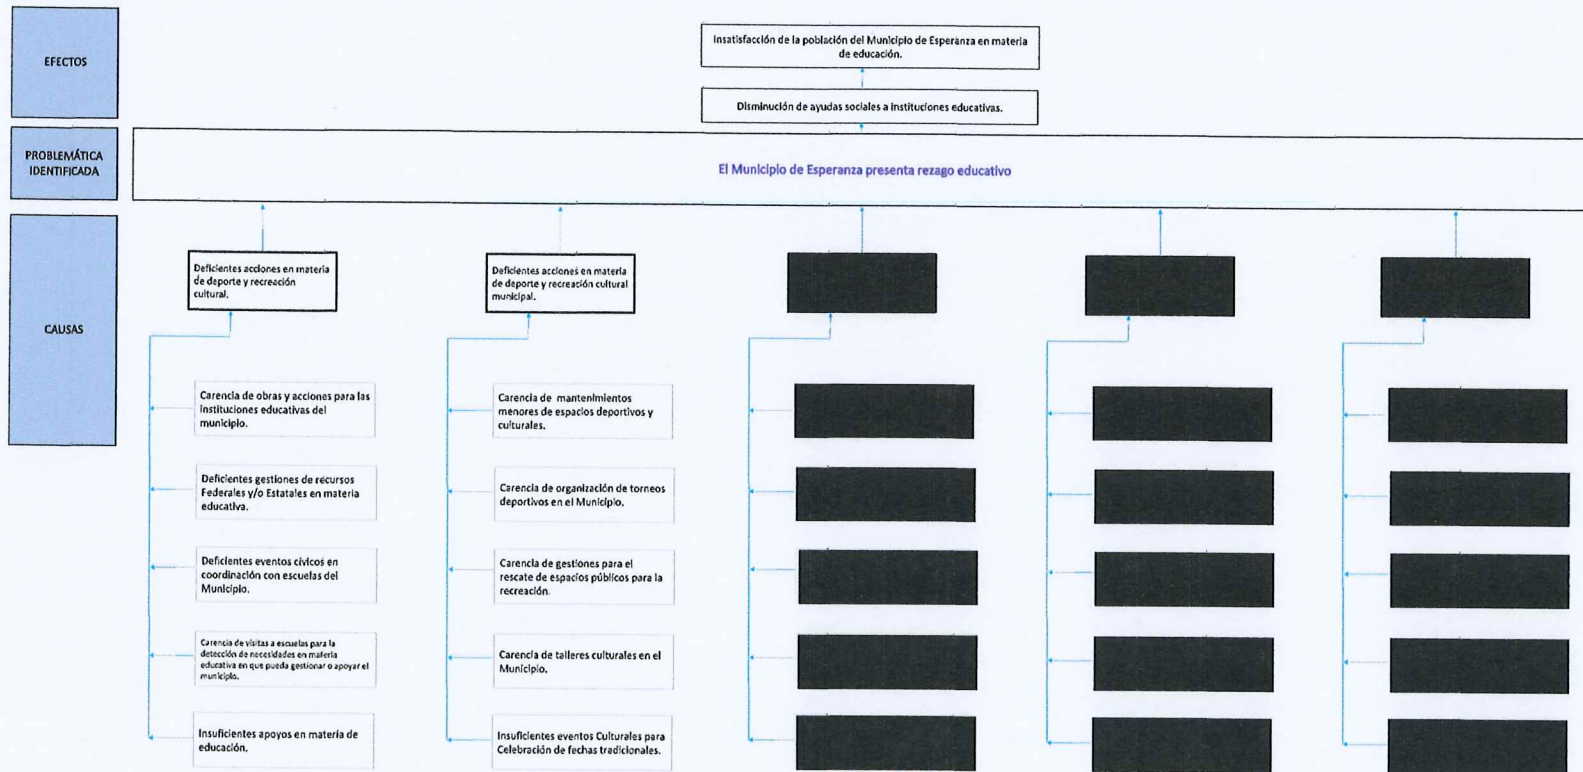 EFECTOS
Insatisfacción de la población del Municipio de Esperanza en materia
de educación.
Disminución de ayudas sociales a instituciones educativas.
PROBLEMÁTICA
IDENTIFICADA
El Municipio de Esperanza presenta rezago educativo
CAUSAS
Deficientes acciones en materia
de deporte y recreación
cultural.
Carencia de obras y acciones para las
instituciones educativas del
municipio.
Deficientes gestiones de recursos
Federales y/o Estatales en materia
educativa.
Deficientes eventos cívicos en
coordinación con escuelas del
Municipio.
Carencia de visitas a escuelas para la
detección de necesidades en materia
educativa en que pueda gestionar o apoyar el
municipio.
Insuficientes apoyos en materia de
educación.
Deficientes acciones en materia
de deporte y recreación cultural
municipal.
Carencia de mantenimientos
menores de espacios deportivos y
culturales.
Carencia de organización de torneos
deportivos en el Municipio.
Carencia de gestiones para el
rescate de espacios públicos para la
recreación.
Carencia de talleres culturales en el
Municipio.
Insuficientes eventos Culturales para
Celebración de fechas tradicionales.